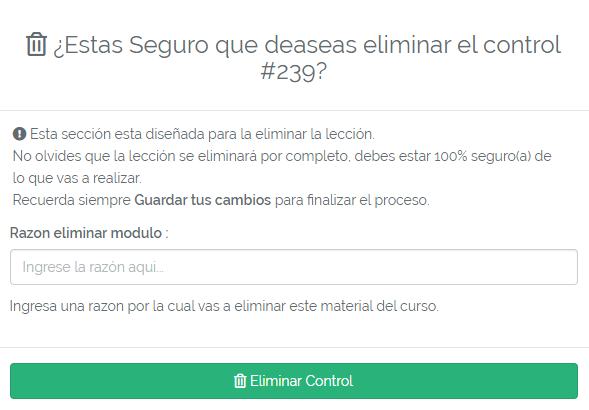 ¿Estas Seguro que deaseas eliminar el control
#239?
Esta sección esta diseñada para la eliminar la lección.
No olvides que la lección se eliminará por completo, debes estar 100% seguro(a) de
lo que vas a realizar.
Recuerda siempre Guardar tus cambios para finalizar el proceso.
Razon eliminar modulo :
Ingrese la razón aqui...
Ingresa una razon por la cual vas a eliminar este material del curso.
Eliminar Control